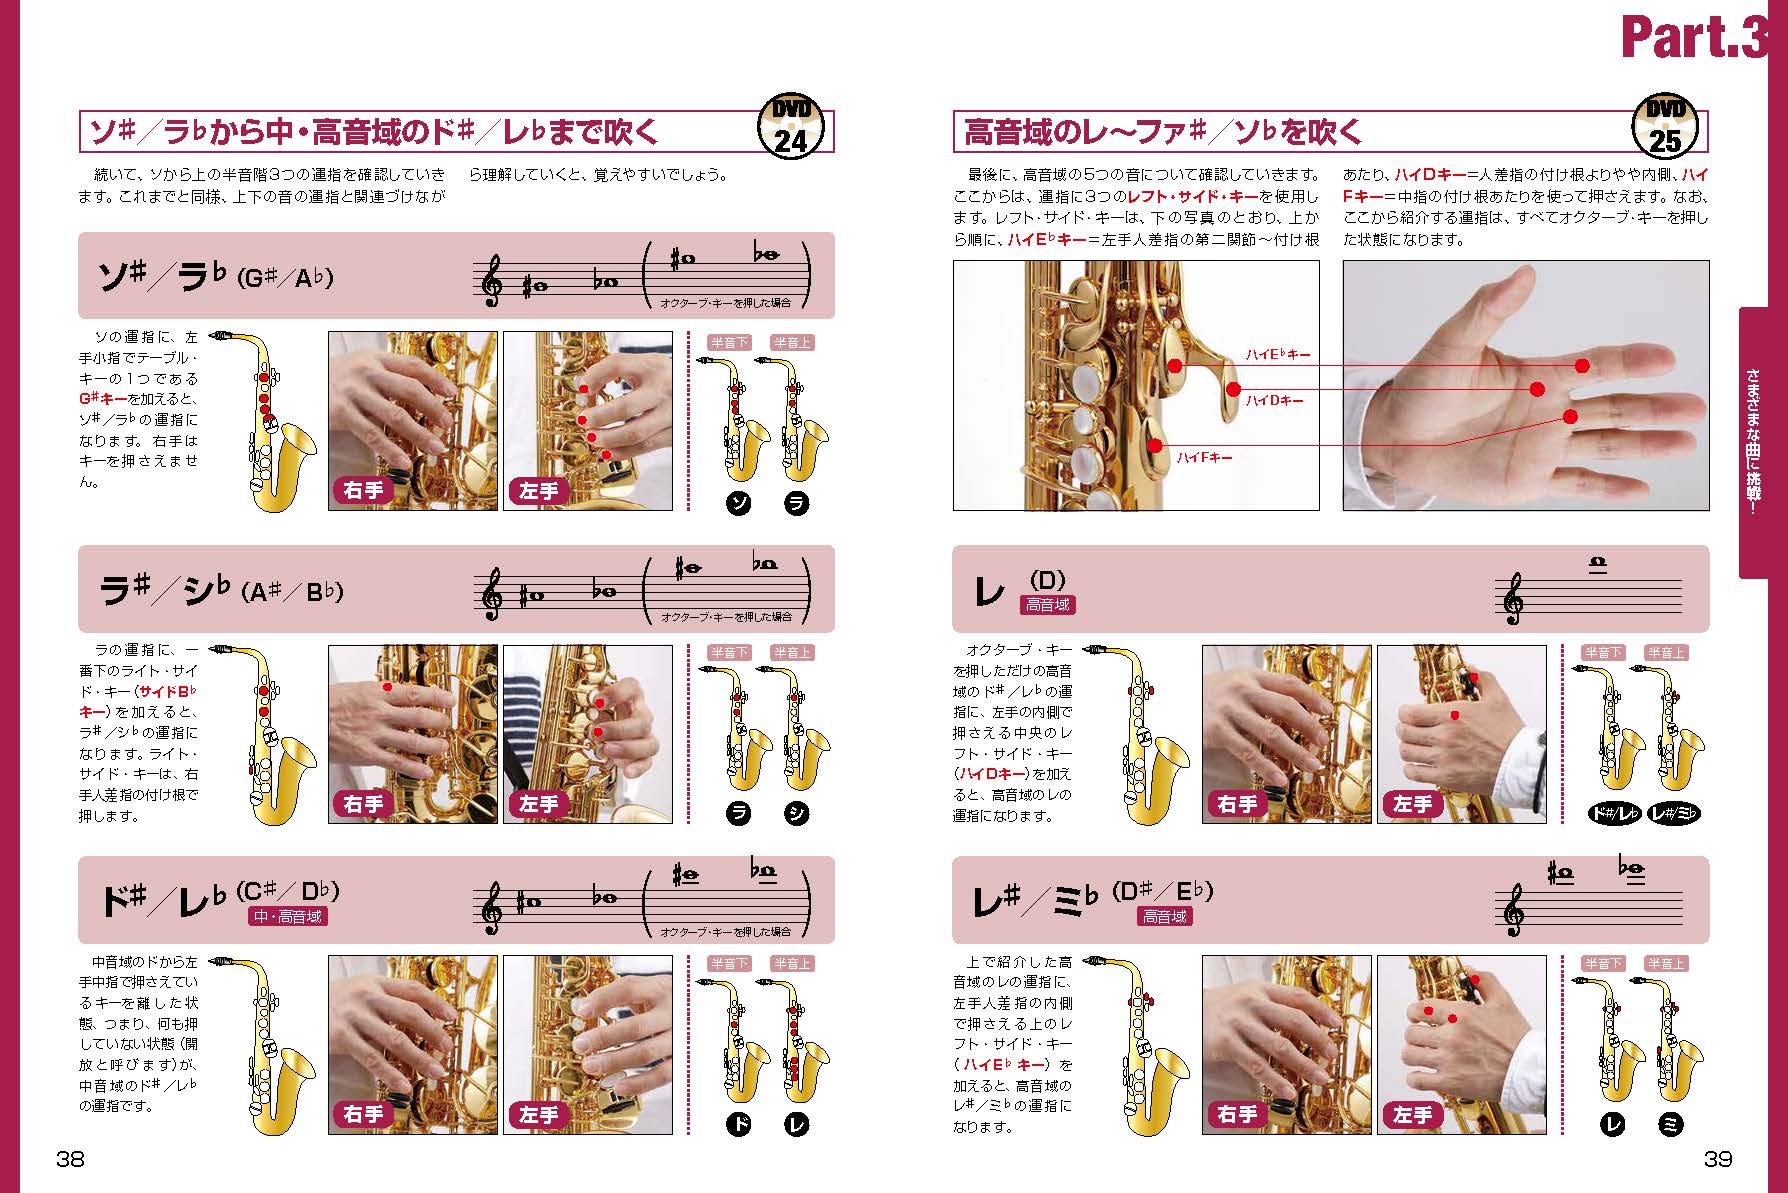 Part.3
ソ♯／ラ♭から中・高音域のド♯／レ♭まで吹く
DVD
24
続いて、ソから上の半音階3つの運指を確認していき
ます。これまでと同様、上下の音の運指と関連づけなが
ら理解していくと、覚えやすいでしょう。
ソ♯／ラ♭（G♯／A♭）
オクターブ・キーを押した場合
ソの運指に、左
手小指でテーブル・
キーの1つである
G♯キーを加えると、
ソ♯／ラ♭の運指に
なります。右手は
キーを押さえませ
ん。
右手
左手
半音下
半音上
ソ
ラ
ラ♯／シ♭（A♯／B♭）
オクターブ・キーを押した場合
ラの運指に、一
番下のライト・サイ
ド・キー（サイドB♭
キー）を加えると、
ラ♯／シ♭の運指に
なります。ライト・
サイド・キーは、右
手人差指の付け根で
押します。
右手
左手
半音下
半音上
ラ
シ
ド♯／レ♭（C♯／D♭）
中・高音域
オクターブ・キーを押した場合
中音域のドから左
手中指で押さえてい
るキーを離した状
態、つまり、何も押
していない状態（開
放と呼びます）が、
中音域のド♯／レ♭
の運指です。
右手
左手
半音下
半音上
ド
レ
38
高音域のレ〜ファ♯／ソ♭を吹く
DVD
25
最後に、高音域の5つの音について確認していきます。
ここからは、運指に3つのレフト・サイド・キーを使用し
ます。レフト・サイド・キーは、下の写真のとおり、上か
ら順に、ハイE♭キー＝左手人差指の第二関節〜付け根
あたり、ハイDキー＝人差指の付け根よりやや内側、ハイ
Fキー＝中指の付け根あたりを使って押さえます。なお、
ここから紹介する運指は、すべてオクターブ・キーを押し
た状態になります。
ハイE♭キー
ハイDキー
ハイFキー
レ（D）
高音域
オクターブ・キー
を押しただけの高音
域のド♯／レ♭の運
指に、左手の内側で
押さえる中央のレ
フト・サイド・キー
（ハイDキー）を加え
ると、高音域のレの
運指になります。
右手
左手
半音下
半音上
ド♯/レ♭
レ♯/ミ♭
レ♯／ミ♭（D♯／E♭）
高音域
上で紹介した高
音域のレの運指に、
左手人差指の内側
で押さえる上のレ
フト・サイド・キー
（ハイE♭キー）を
加えると、高音域の
レ♯／ミ♭の運指に
なります。
右手
左手
半音下
半音上
レ
ミ
さまざまな曲に挑戦！
39